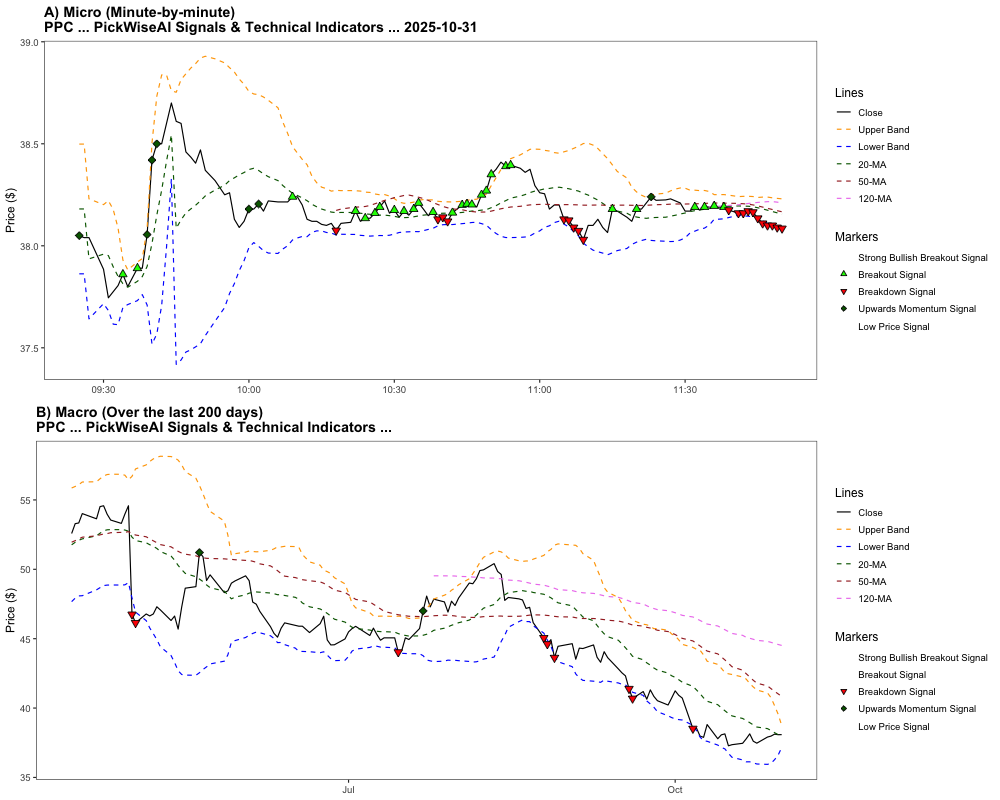 A) Micro (Minute-by-minute)
PPC ... PickWiseAI Signals & Technical Indicators ... 2025-10-31
Price ($)
39.0
38.5
38.0
37.5
09:30
10:00
10:30
11:00
11:30
Lines
Close
Upper Band
Lower Band
20-MA
50-MA
120-MA
Markers
Strong Bullish Breakout Signal
Breakout Signal
Breakdown Signal
Upwards Momentum Signal
Low Price Signal
B) Macro (Over the last 200 days)
PPC ... PickWiseAI Signals & Technical Indicators ...
Price ($)
55
50
45
40
35
Jul
Oct
Lines
Close
Upper Band
Lower Band
20-MA
50-MA
120-MA
Markers
Strong Bullish Breakout Signal
Breakout Signal
Breakdown Signal
Upwards Momentum Signal
Low Price Signal